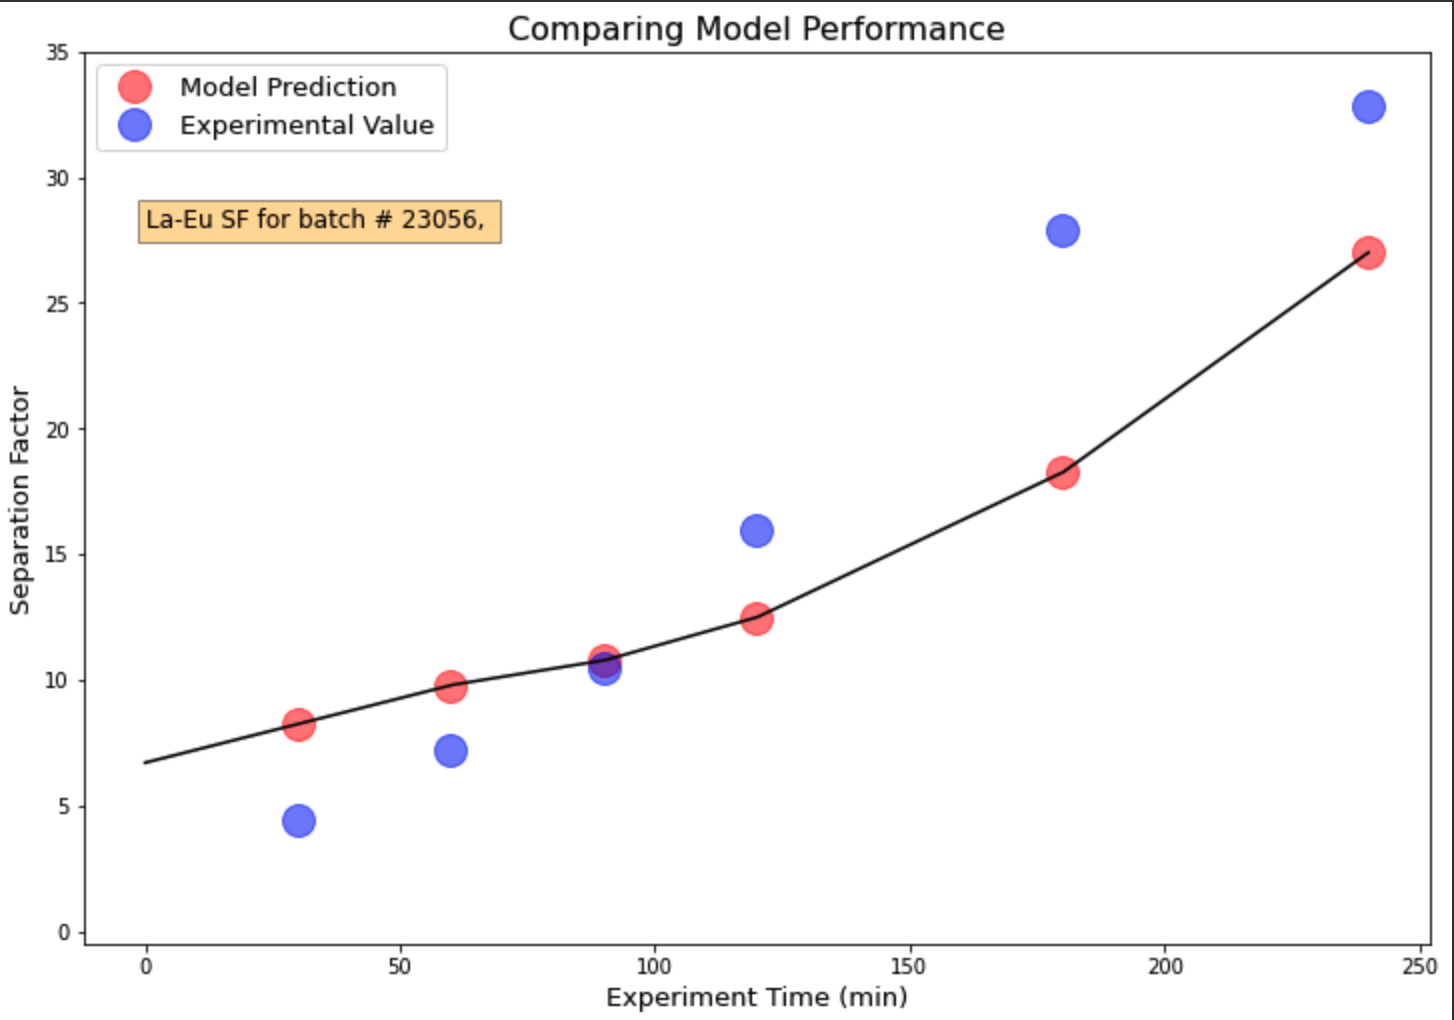 Comparing Model Performance
35
Model Prediction
Experimental Value
30
La-Eu SF for batch # 23056,
25
20
Separation Factor
15
10
5
0
0 50 100 150 200 250
Experiment Time (min)